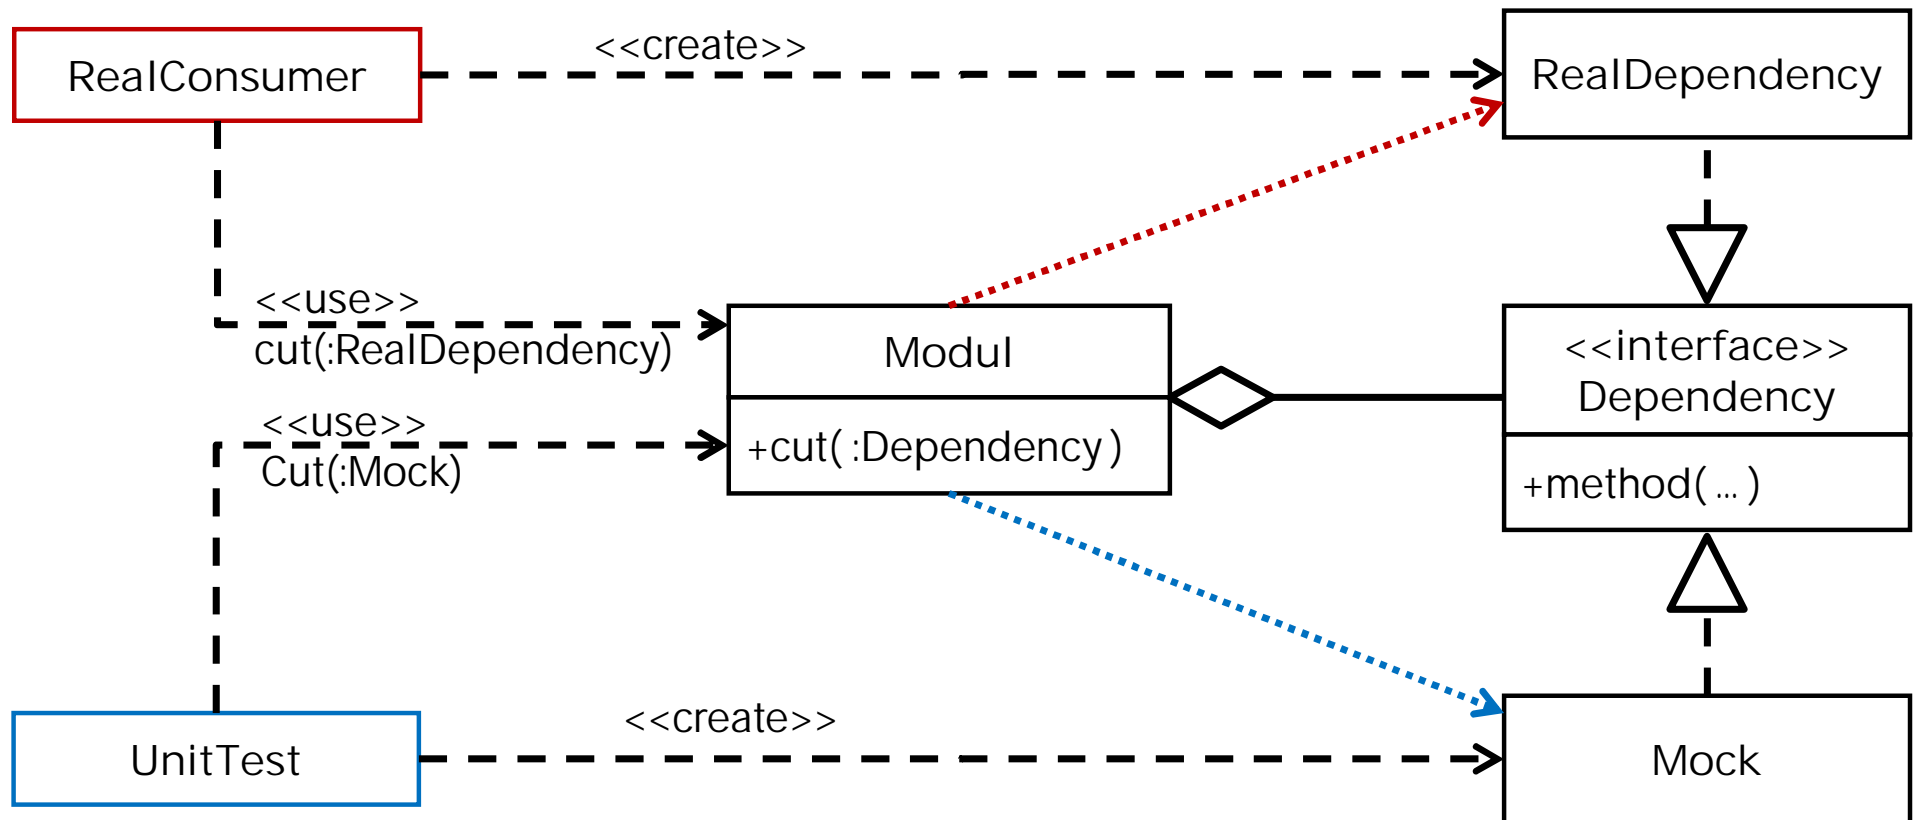 RealConsumer
<<create>>
RealDependency
<<use>>
cut(:RealDependency)
Modul
+cut( :Dependency )
<<interface>>
Dependency
+method( ... )
<<use>>
Cut(:Mock)
UnitTest
<<create>>
Mock